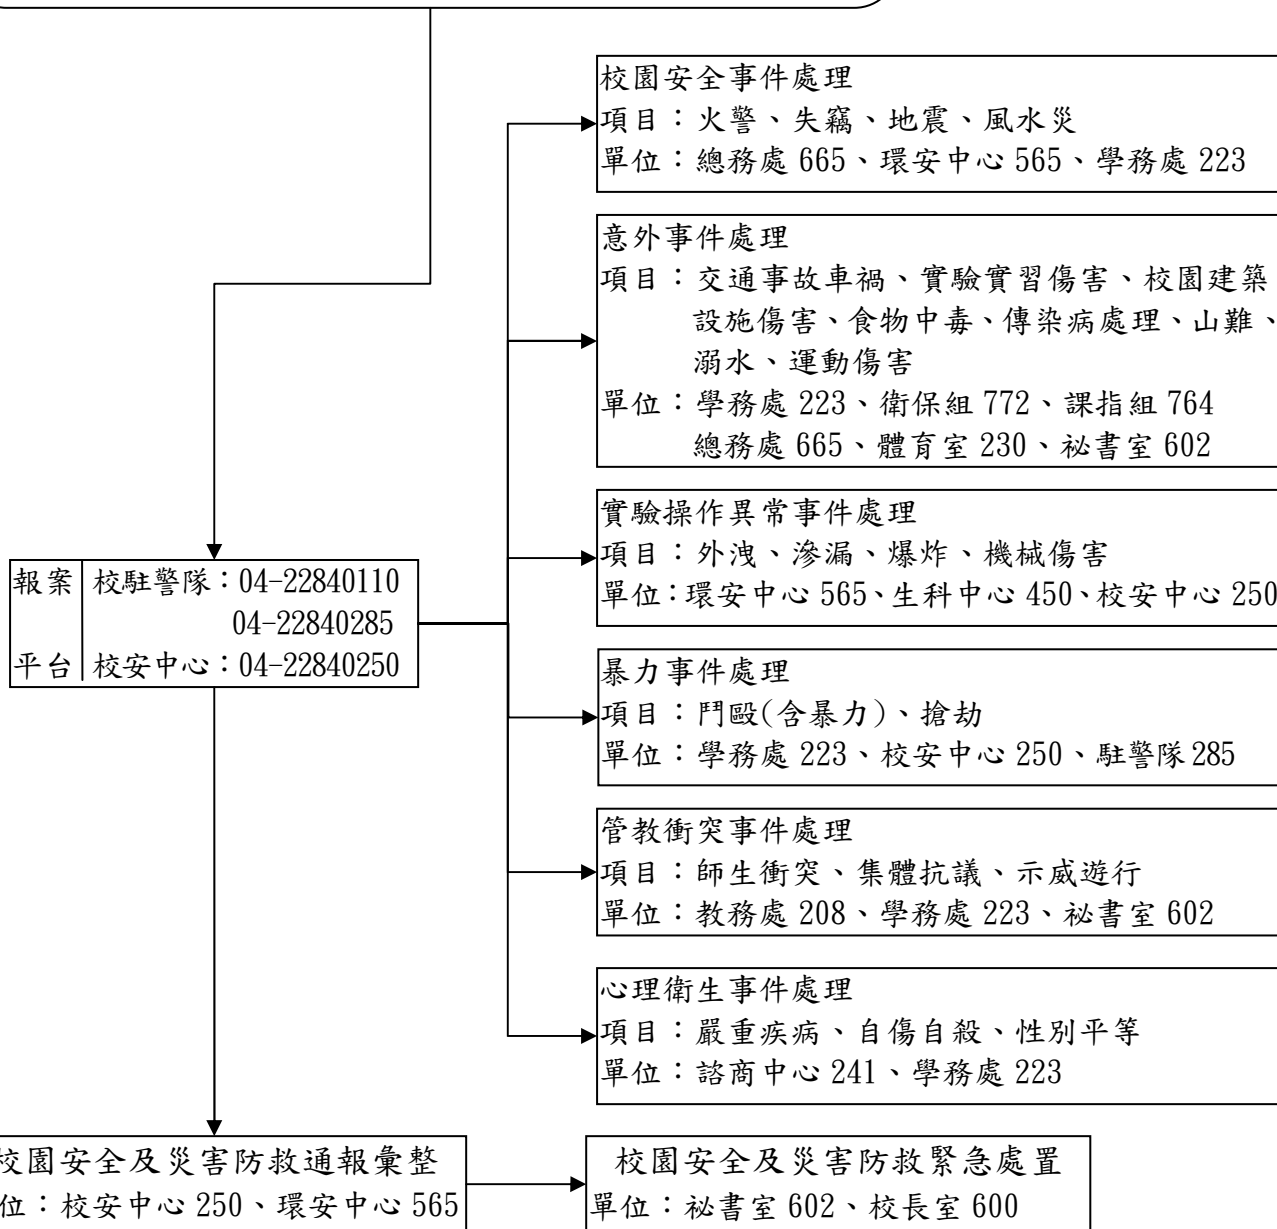 校園安全事件處理
項目：火警、失竊、地震、風水災
單位：總務處 665、環安中心 565、學務處 223
意外事件處理
項目：交通事故車禍、實驗實習傷害、校園建築
設施傷害、食物中毒、傳染病處理、山難、
溺水、運動傷害
單位：學務處 223、衛保組 772、課指組 764
總務處 665、體育室 230、祕書室 602
實驗操作異常事件處理
項目：外洩、滲漏、爆炸、機械傷害
單位：環安中心 565、生科中心 450、校安中心 250
報案 校駐警隊：04-22840110
04-22840285
平台 校安中心：04-22840250
暴力事件處理
項目：鬥毆(含暴力)、搶劫
單位：學務處 223、校安中心 250、駐警隊 285
管教衝突事件處理
項目：師生衝突、集體抗議、示威遊行
單位：教務處 208、學務處 223、祕書室 602
心理衛生事件處理
項目：嚴重疾病、自傷自殺、性別平等
單位：諮商中心 241、學務處 223
校園安全及災害防救通報彙整
位：校安中心 250、環安中心 565
校園安全及災害防救緊急處置
單位：祕書室 602、校長室 600